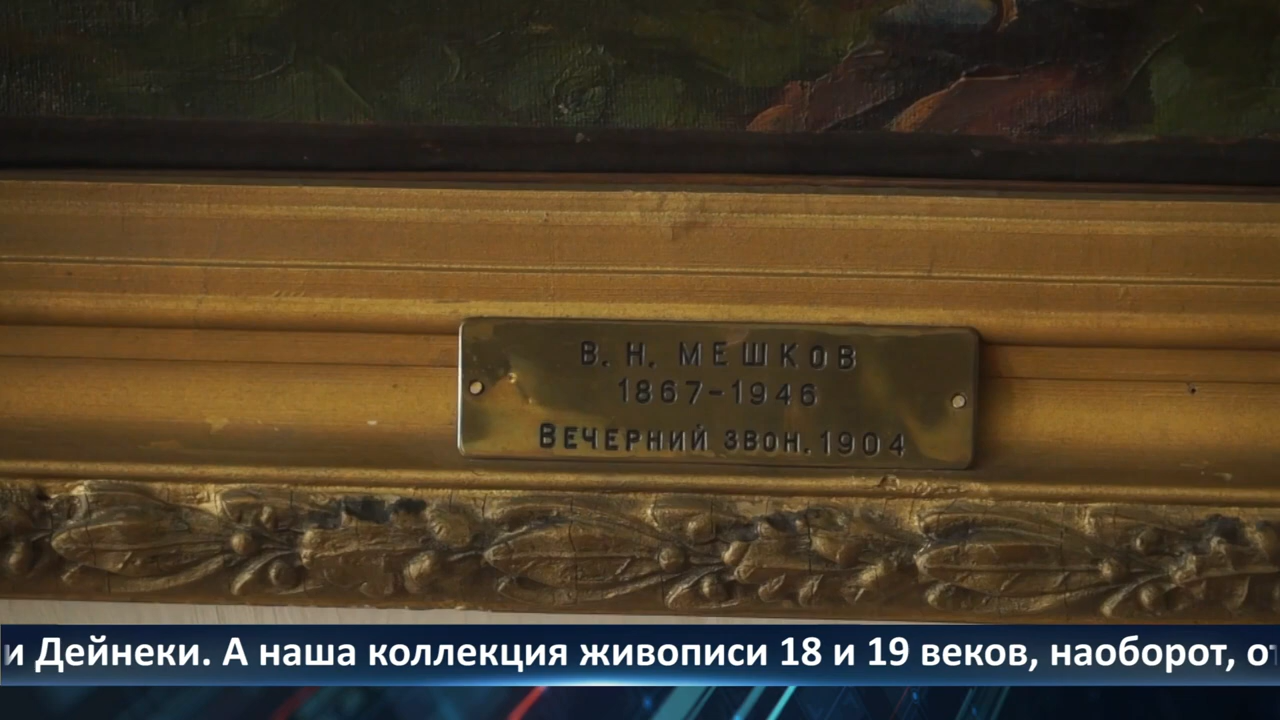 В. Н. МЕШКОВ
1867-1946
ВЕЧЕРНИЙ ЗВОН. 1904
и Дейнеки. А наша коллекция живописи 18 и 19 веков, наоборот,